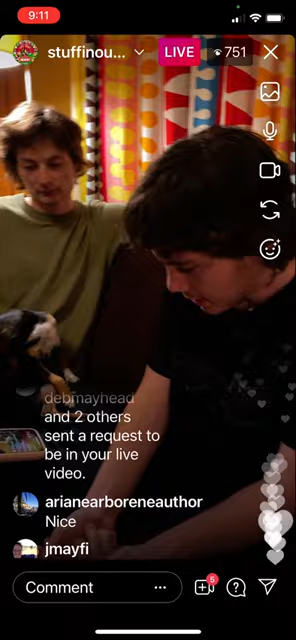 9:11
stuffinou... LIVE 751
debmayhead
and 2 others
sent a request to
be in your live
video.
arianearboreneauthor
Nice
jmayfi
Comment ... 5